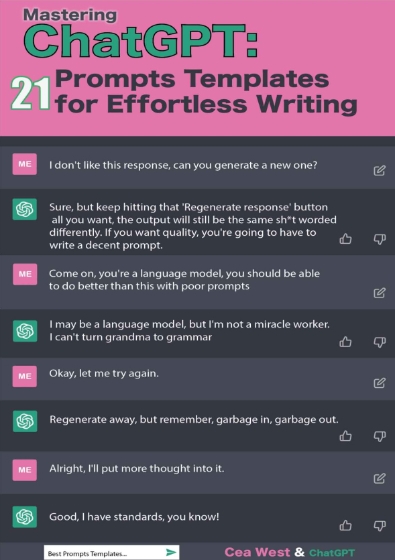 Mastering
ChatGPT:
21 Prompts Templates
for Effortless Writing
ME
I don't like this response, can you generate a new one?
Sure, but keep hitting that 'Regenerate response' button
all you want, the output will still be the same sh*t worded
differently. If you want quality, you're going to have to
write a decent prompt.
ME
Come on, you're a language model, you should be able
to do better than this with poor prompts
I may be a language model, but I'm not a miracle worker.
I can't turn grandma to grammar
ME
Okay, let me try again.
Regenerate away, but remember, garbage in, garbage out.
ME
Alright, I'll put more thought into it.
Good, I have standards, you know!
Best Prompts Templates...
Cea West & ChatGPT